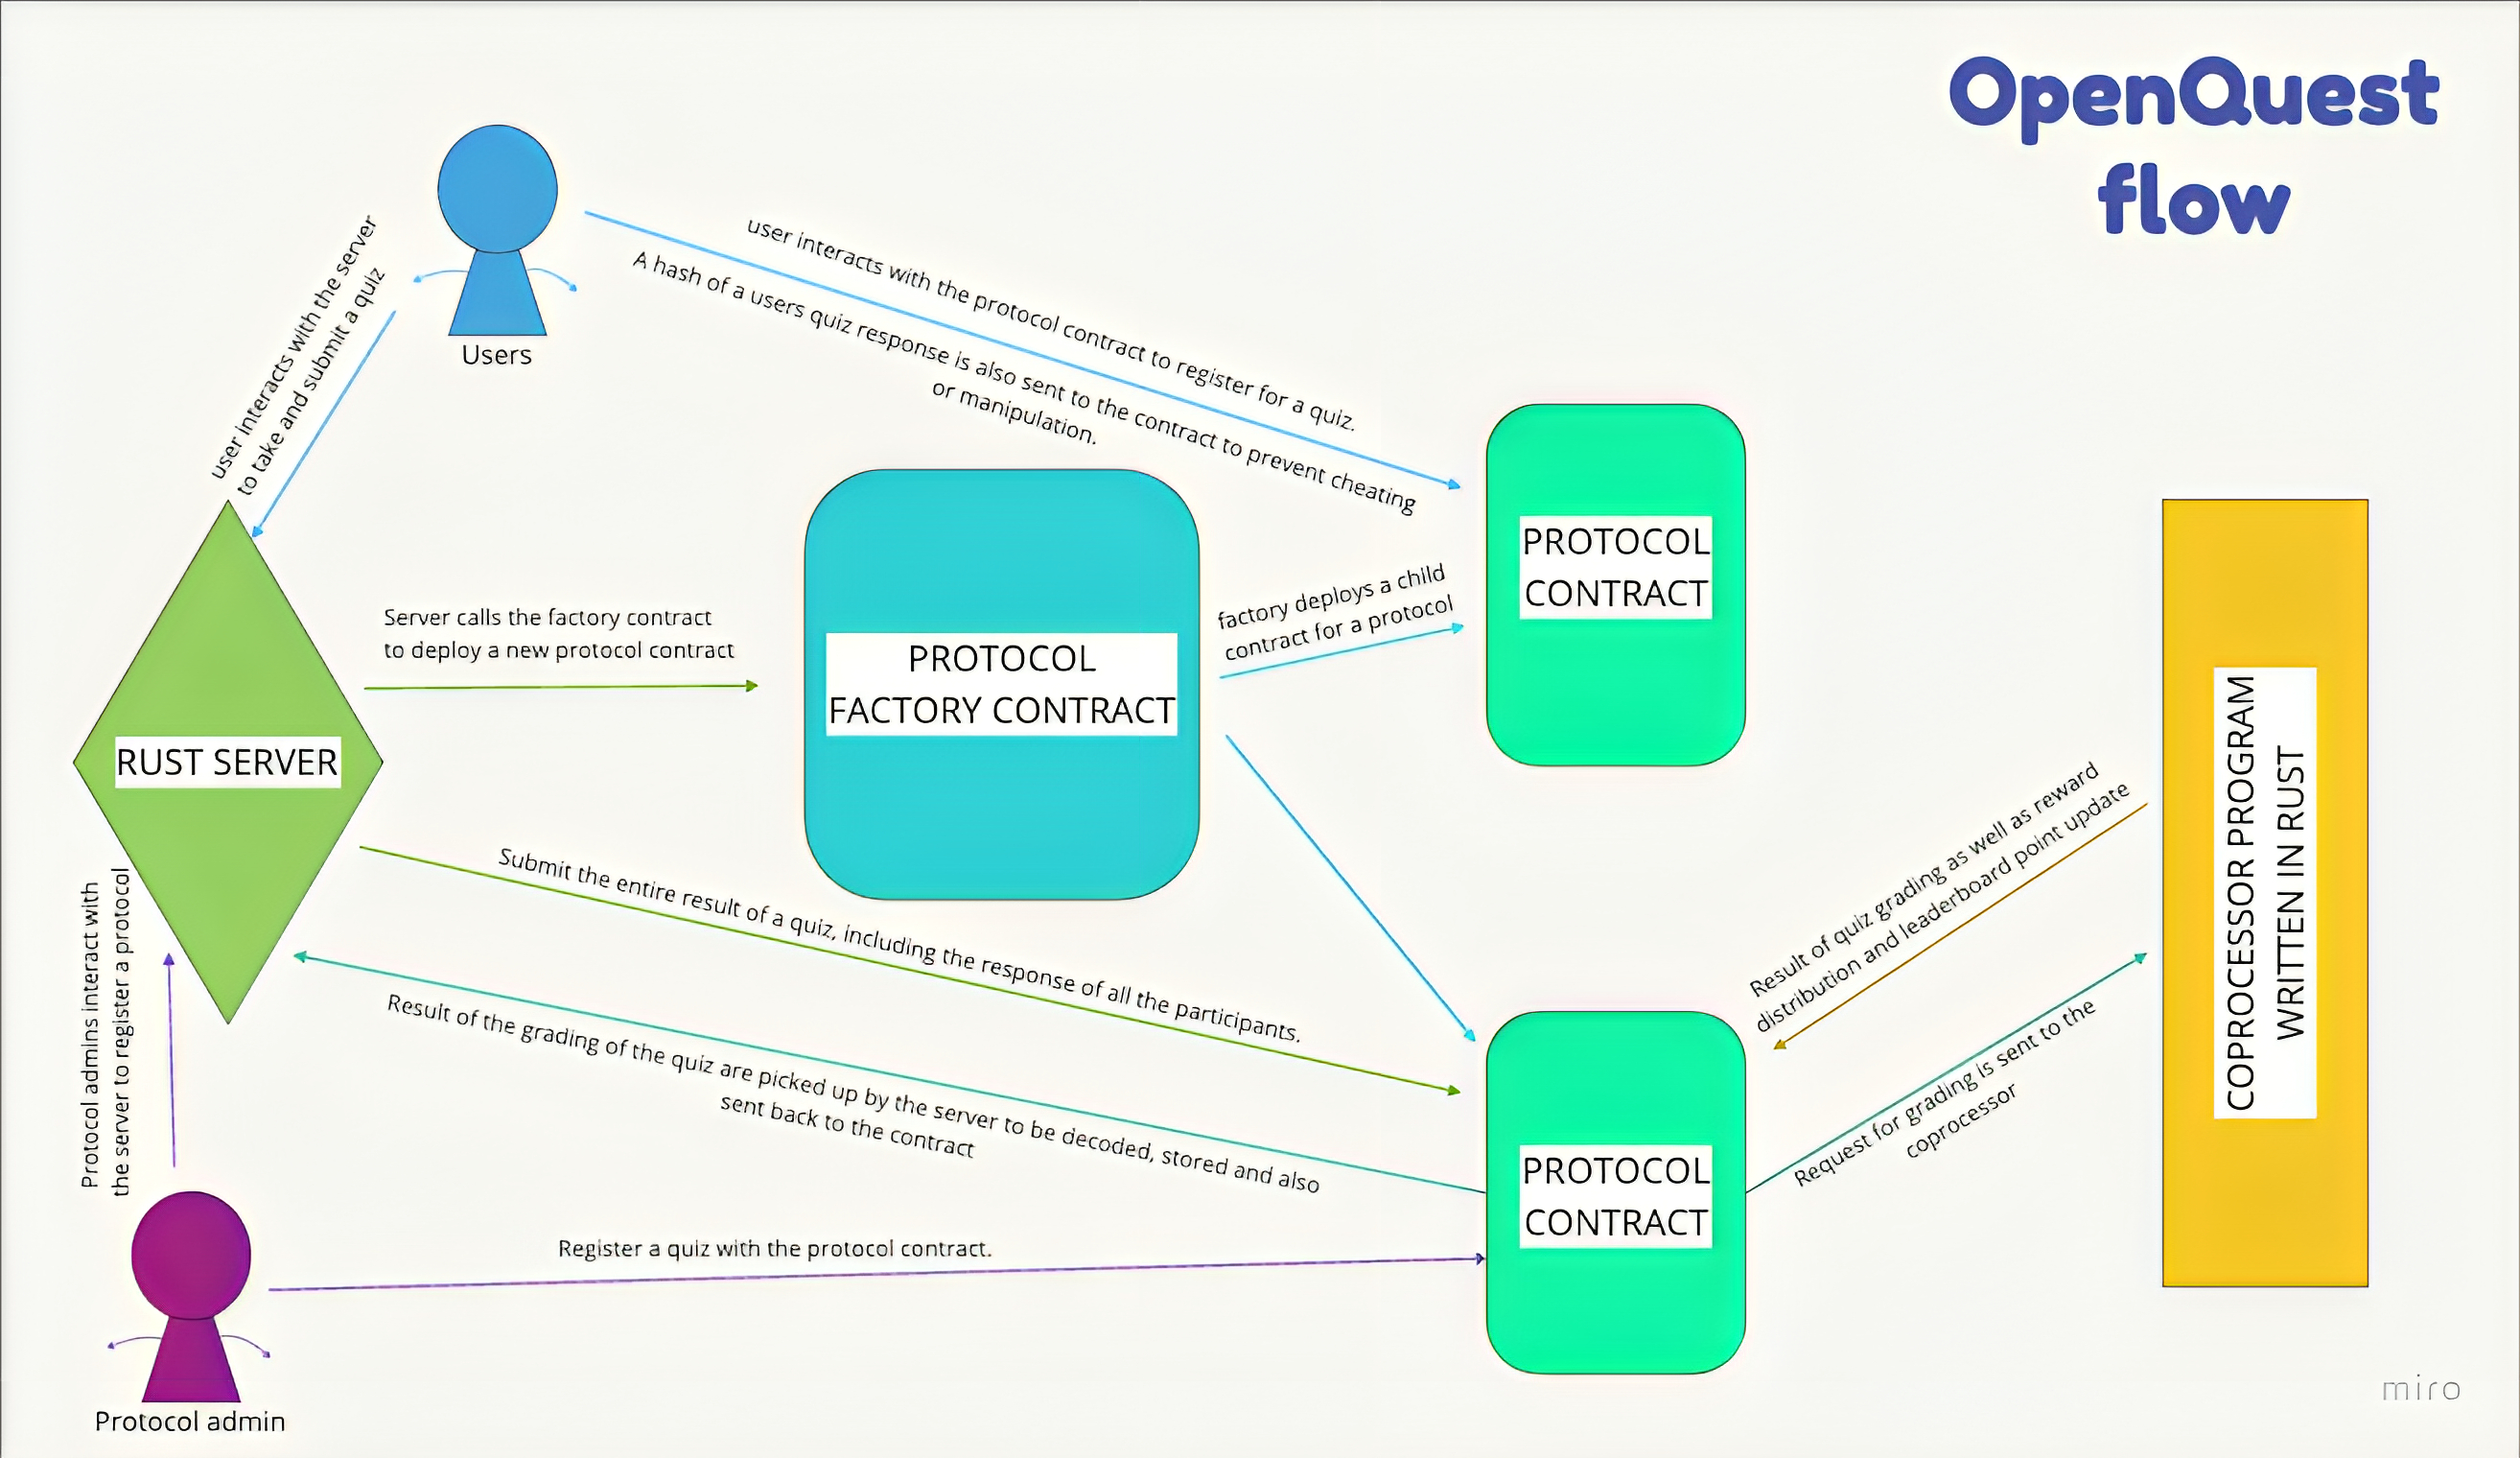 OpenQuest
flow
user interacts with the server
to take and submit a quiz
Users
user interacts with the protocol contract to register for a quiz.
A hash of a users quiz response is also sent to the contract to prevent cheating
or manipulation.
PROTOCOL
CONTRACT
factory deploys a child
contract for a protocol
Server calls the factory contract
to deploy a new protocol contract
PROTOCOL
FACTORY CONTRACT
RUST SERVER
COPROCESSOR PROGRAM
WRITTEN IN RUST
Result of quiz grading as well as reward
distribution and leaderboard point update
Submit the entire result of a quiz, including the response of all the participants.
Protocol admins interact with
the server to register a protocol
Result of the grading of the quiz are picked up by the server to be decoded, stored and also
sent back to the contract
Request for grading is sent to the
coprocessor
PROTOCOL
CONTRACT
Register a quiz with the protocol contract.
Protocol admin
miro